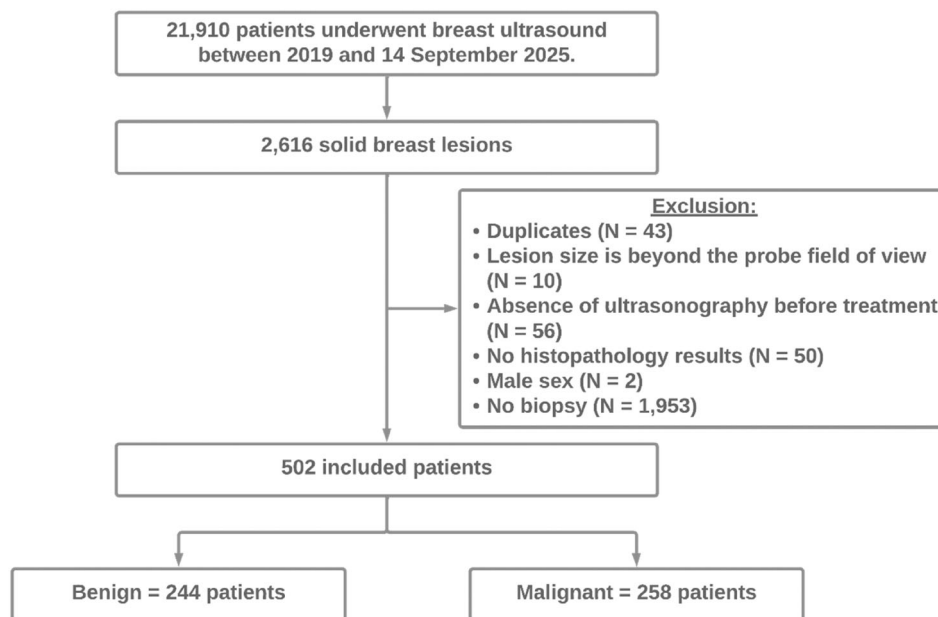 21,910 patients underwent breast ultrasound
between 2019 and 14 September 2025.
2,616 solid breast lesions
Exclusion:
• Duplicates (N = 43)
• Lesion size is beyond the probe field of view
(N = 10)
• Absence of ultrasonography before treatment
(N = 56)
• No histopathology results (N = 50)
• Male sex (N = 2)
• No biopsy (N = 1,953)
502 included patients
Benign = 244 patients
Malignant = 258 patients